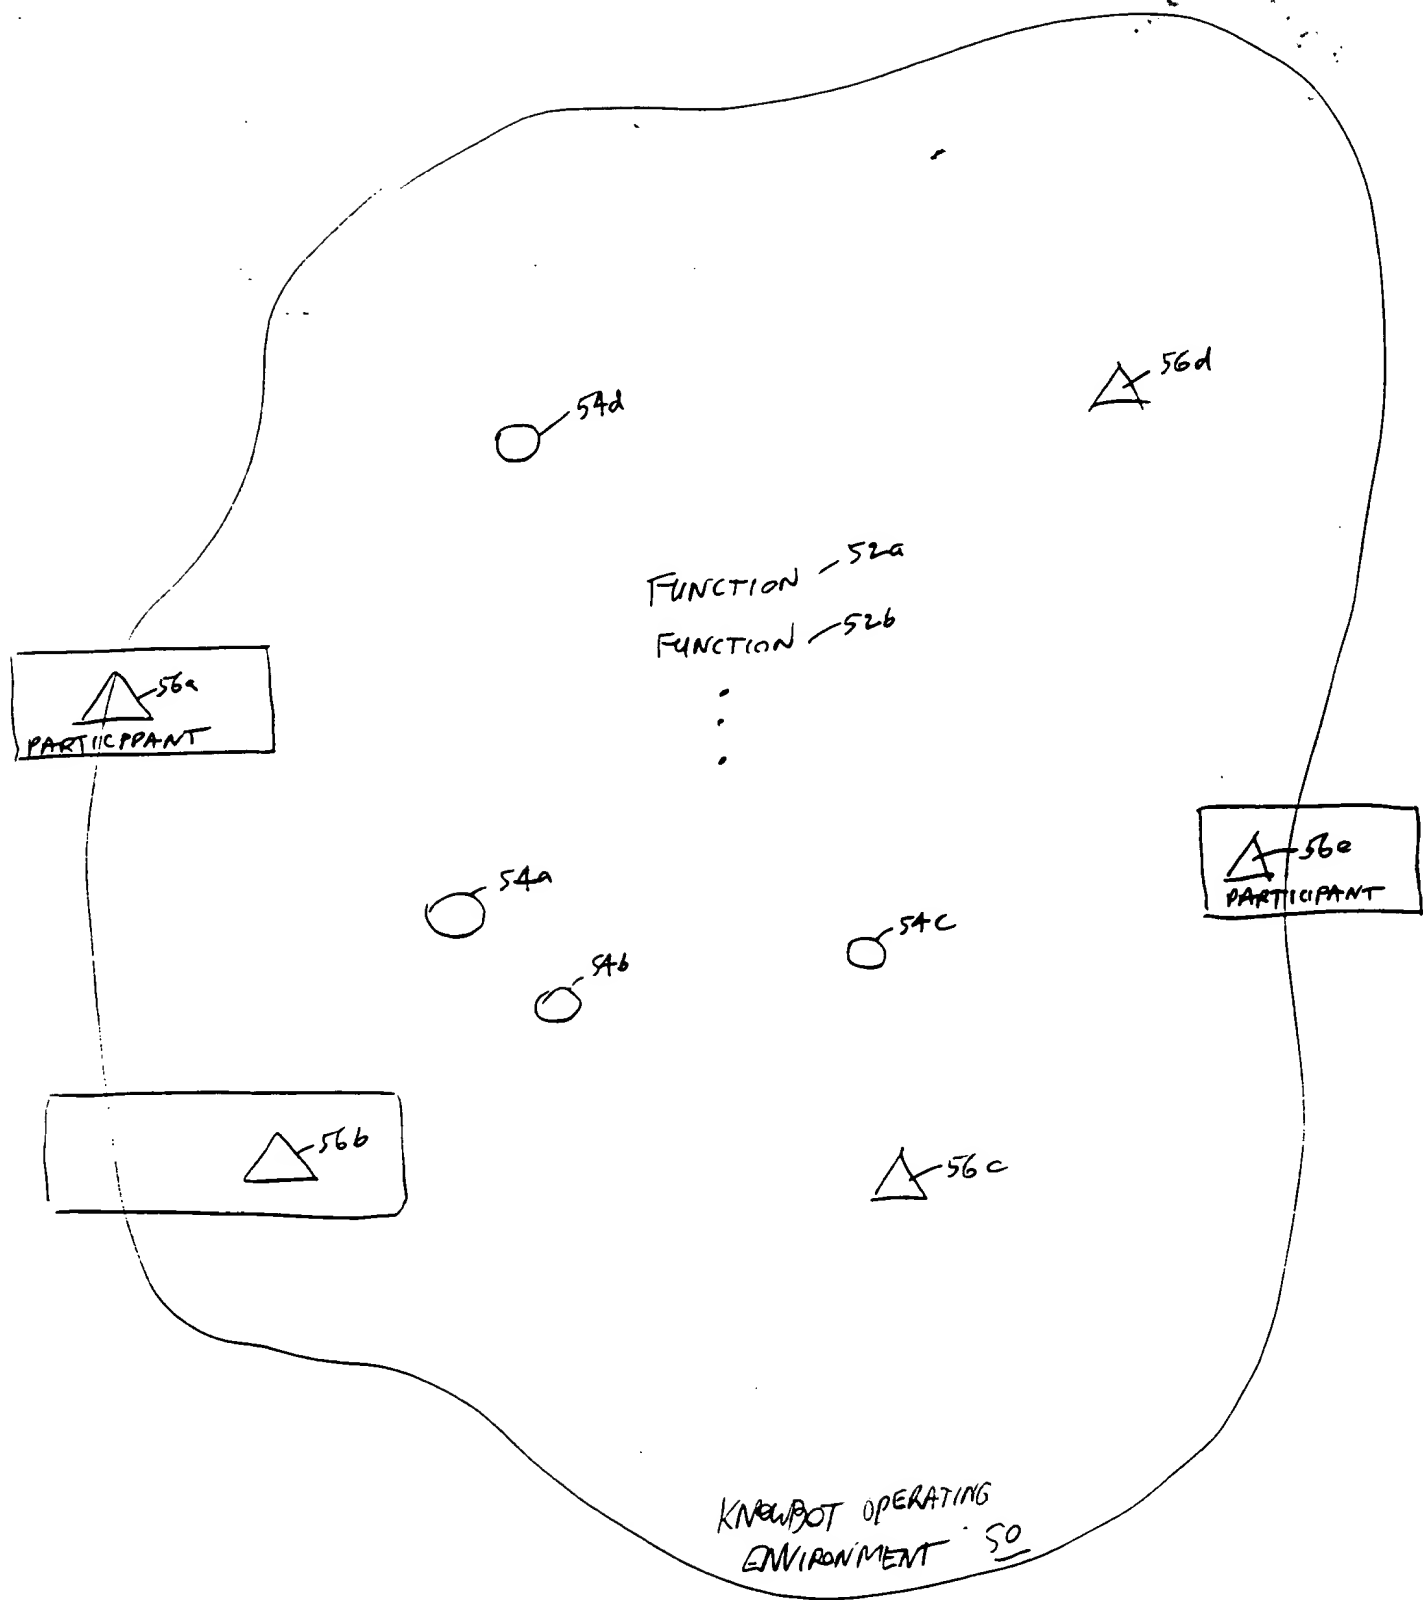 56d
54d
FUNCTION 52a
FUNCTION 52b
56a
PARTIICPPANT
56e
PARTICIPANT
54a
54c
54b
56b
56c
KNOWBOT OPERATING
ENVIRONMENT 50